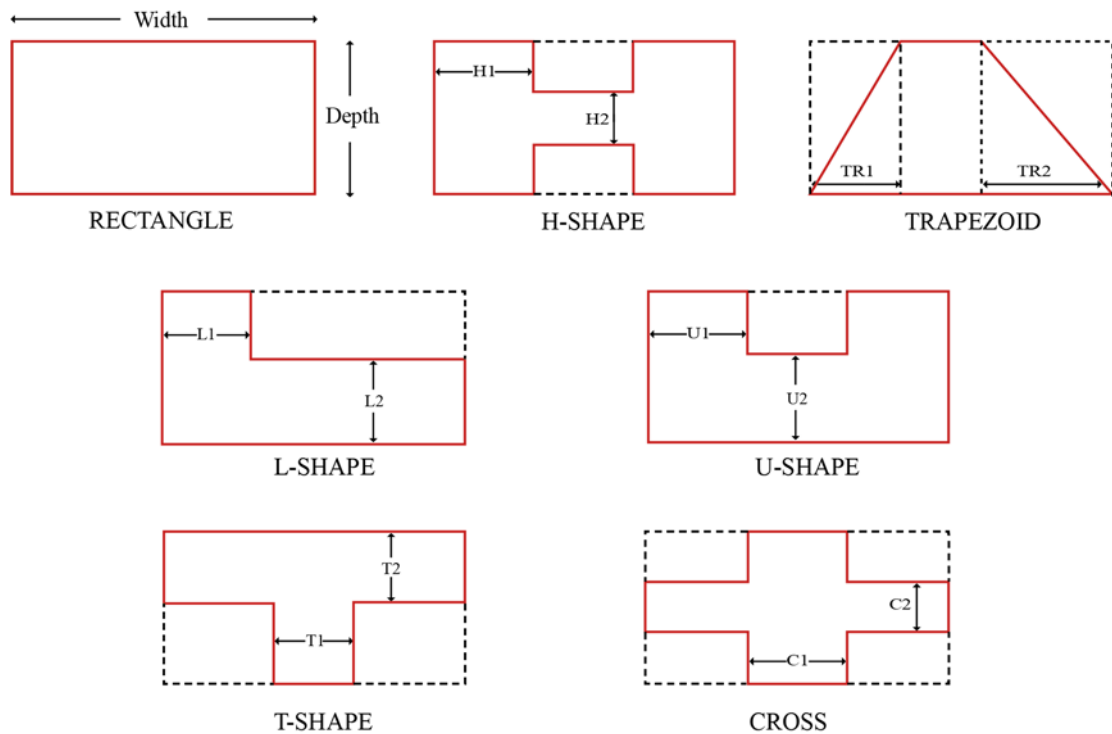 Width
Depth
RECTANGLE
H1
H2
H-SHAPE
TR1
TR2
TRAPEZOID
L1
L2
L-SHAPE
U1
U2
U-SHAPE
T2
T1
T-SHAPE
C2
C1
CROSS